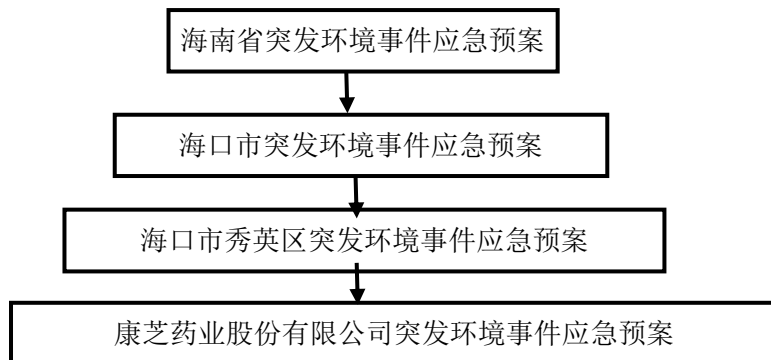 海南省突发环境事件应急预案
海口市突发环境事件应急预案
海口市秀英区突发环境事件应急预案
康芝药业股份有限公司突发环境事件应急预案